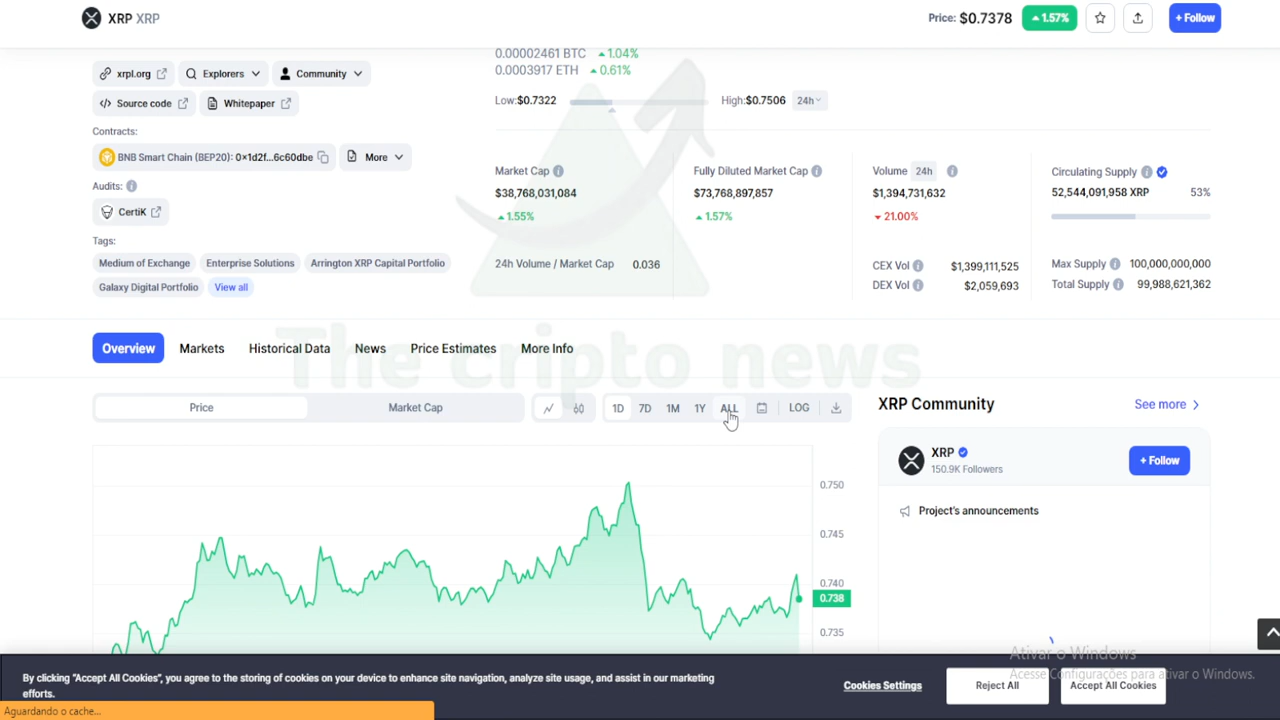 XRP XRP
Price: $0.7378 1.57% + Follow
0.00002461 BTC 1.04%
0.0003917 ETH 0.61%
Low:$0.7322 High:$0.7506 24h
xrpl.org Explorers Community
Source code Whitepaper
Contracts:
BNB Smart Chain (BEP20): 0x1d2f...6c60dbe More
Audits:
CertiK
Tags:
Medium of Exchange Enterprise Solutions Arrington XRP Capital Portfolio
Galaxy Digital Portfolio View all
Market Cap
$38,768,031,084
1.55%
24h Volume / Market Cap 0.036
Fully Diluted Market Cap
$73,768,897,857
1.57%
Volume 24h
$1,394,731,632
21.00%
CEX Vol $1,399,111,525
DEX Vol $2,059,693
Circulating Supply
52,544,091,958 XRP 53%
Max Supply 100,000,000,000
Total Supply 99,988,621,362
The cripto news
Overview Markets Historical Data News Price Estimates More Info
Price Market Cap 1D 7D 1M 1Y ALL LOG
0.750
0.745
0.740
0.738
0.735
XRP Community See more
XRP
150.9K Followers
+ Follow
Project's announcements
Ativar o Windows
Acesse Configurações para ativar o Windows.
By clicking "Accept All Cookies", you agree to the storing of cookies on your device to enhance site navigation, analyze site usage, and assist in our marketing
efforts.
Cookies Settings Reject All Accept All Cookies
Aguardando o cache...